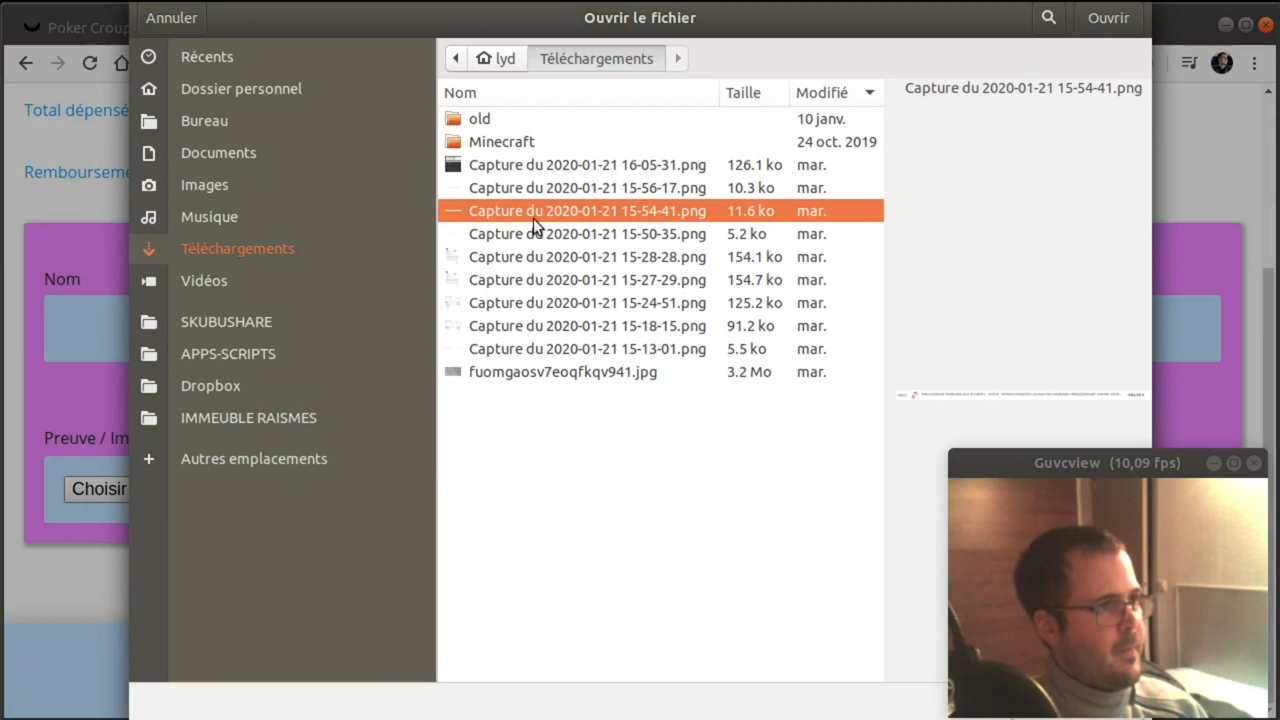 Poker Croup
Annuler
Ouvrir le fichier
Ouvrir
Total dépensé
Rembourseme
Nom
Preuve / Im
Choisir
Récents
Dossier personnel
Bureau
Documents
Images
Musique
Téléchargements
Vidéos
SKUBUSHARE
APPS-SCRIPTS
Dropbox
IMMEUBLE RAISMES
Autres emplacements
lyd
Téléchargements
Nom Taille Modifié
old 10 janv.
Minecraft 24 oct. 2019
Capture du 2020-01-21 16-05-31.png 126.1 ko mar.
Capture du 2020-01-21 15-56-17.png 10.3 ko mar.
Capture du 2020-01-21 15-54-41.png 11.6 ko mar.
Capture du 2020-01-21 15-50-35.png 5.2 ko mar.
Capture du 2020-01-21 15-28-28.png 154.1 ko mar.
Capture du 2020-01-21 15-27-29.png 154.7 ko mar.
Capture du 2020-01-21 15-24-51.png 125.2 ko mar.
Capture du 2020-01-21 15-18-15.png 91.2 ko mar.
Capture du 2020-01-21 15-13-01.png 5.5 ko mar.
fuomgaosv7eoqfkqv941.jpg 3.2 Mo mar.
Capture du 2020-01-21 15-54-41.png
Guvcview (10,09 fps)